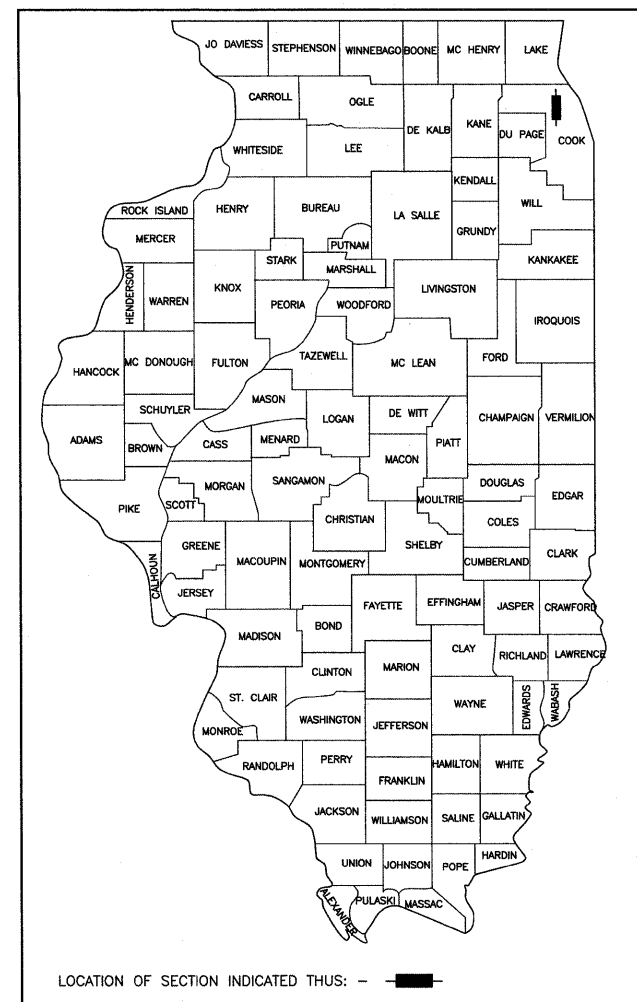 JO DAVIESS STEPHENSON WINNEBAGO BOONE MC HENRY LAKE
CARROLL OGLE DE KALB KANE DU PAGE COOK
WHITESIDE LEE
KENDALL
ROCK ISLAND HENRY BUREAU LA SALLE GRUNDY WILL
MERCER PUTNAM
STARK MARSHALL KANKAKEE
HENDERSON WARREN KNOX PEORIA WOODFORD LIVINGSTON IROQUOIS
HANCOCK MC DONOUGH FULTON TAZEWELL MC LEAN FORD
SCHUYLER MASON LOGAN DE WITT CHAMPAIGN VERMILION
ADAMS BROWN CASS MENARD MACON PIATT
MORGAN SANGAMON DOUGLAS EDGAR
PIKE SCOTT CHRISTIAN MOULTRIE COLES
GREENE MACOUPIN MONTGOMERY SHELBY CUMBERLAND CLARK
CALHOUN JERSEY FAYETTE EFFINGHAM JASPER CRAWFORD
MADISON BOND
CLINTON MARION CLAY RICHLAND LAWRENCE
ST. CLAIR WASHINGTON JEFFERSON WAYNE EDWARDS WABASH
MONROE
RANDOLPH PERRY HAMILTON WHITE
FRANKLIN
JACKSON WILLIAMSON SALINE GALLATIN
UNION JOHNSON POPE HARDIN
ALEXANDER PULASKI MASSAC
LOCATION OF SECTION INDICATED THUS: -